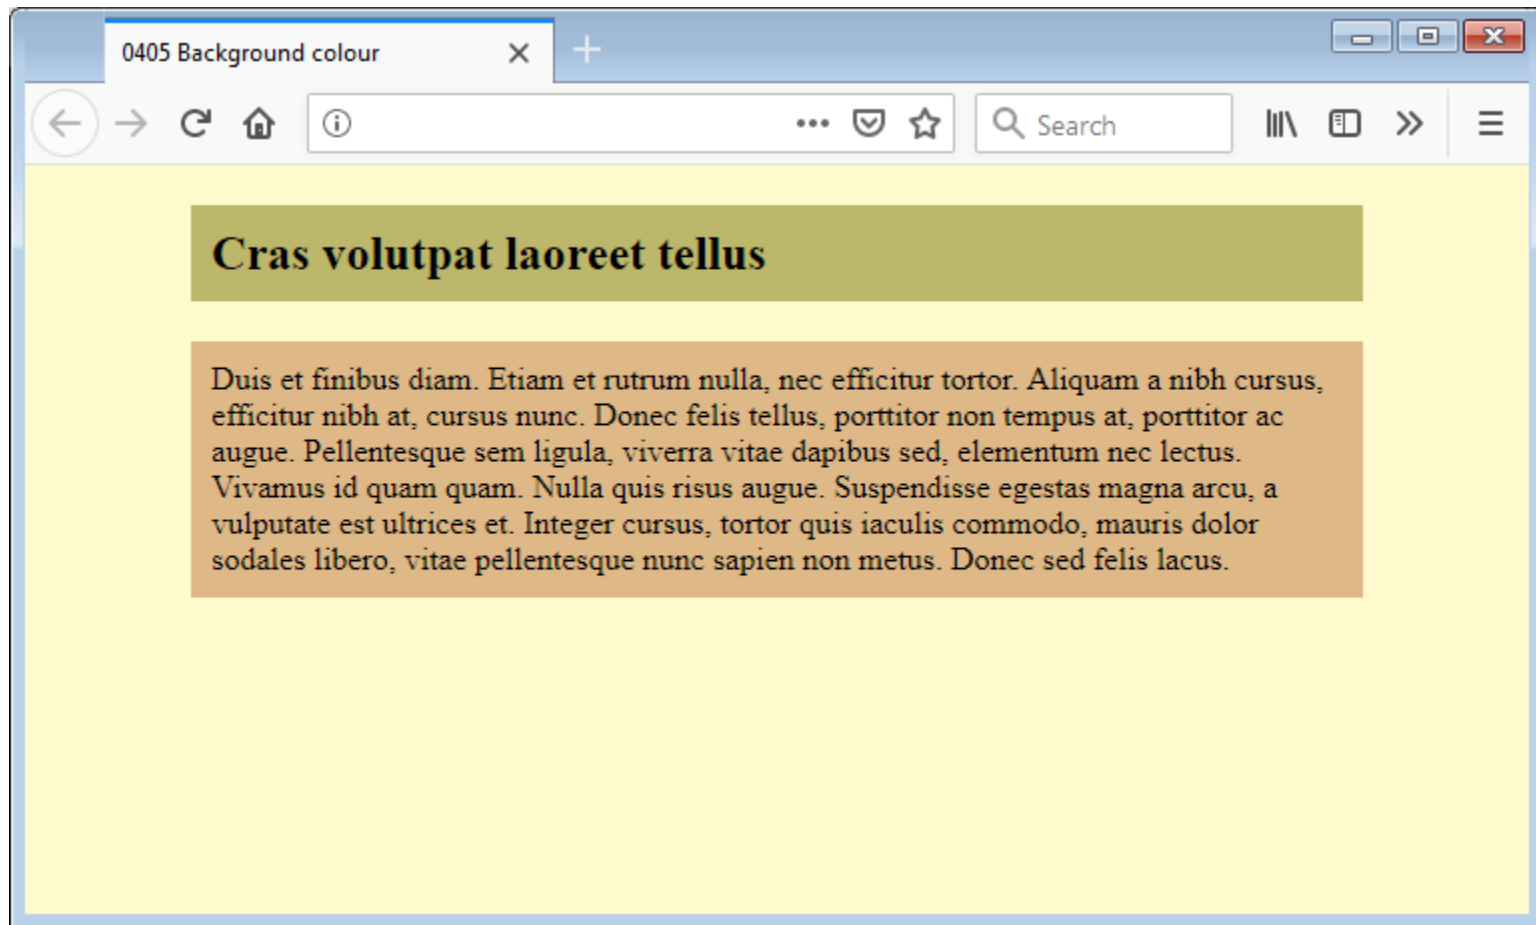 0405 Background colour
Search
Cras volutpat laoreet tellus
Duis et finibus diam. Etiam et rutrum nulla, nec efficitur tortor. Aliquam a nibh cursus,
efficitur nibh at, cursus nunc. Donec felis tellus, porttitor non tempus at, porttitor ac
augue. Pellentesque sem ligula, viverra vitae dapibus sed, elementum nec lectus.
Vivamus id quam quam. Nulla quis risus augue. Suspendisse egestas magna arcu, a
vulputate est ultrices et. Integer cursus, tortor quis iaculis commodo, mauris dolor
sodales libero, vitae pellentesque nunc sapien non metus. Donec sed felis lacus.